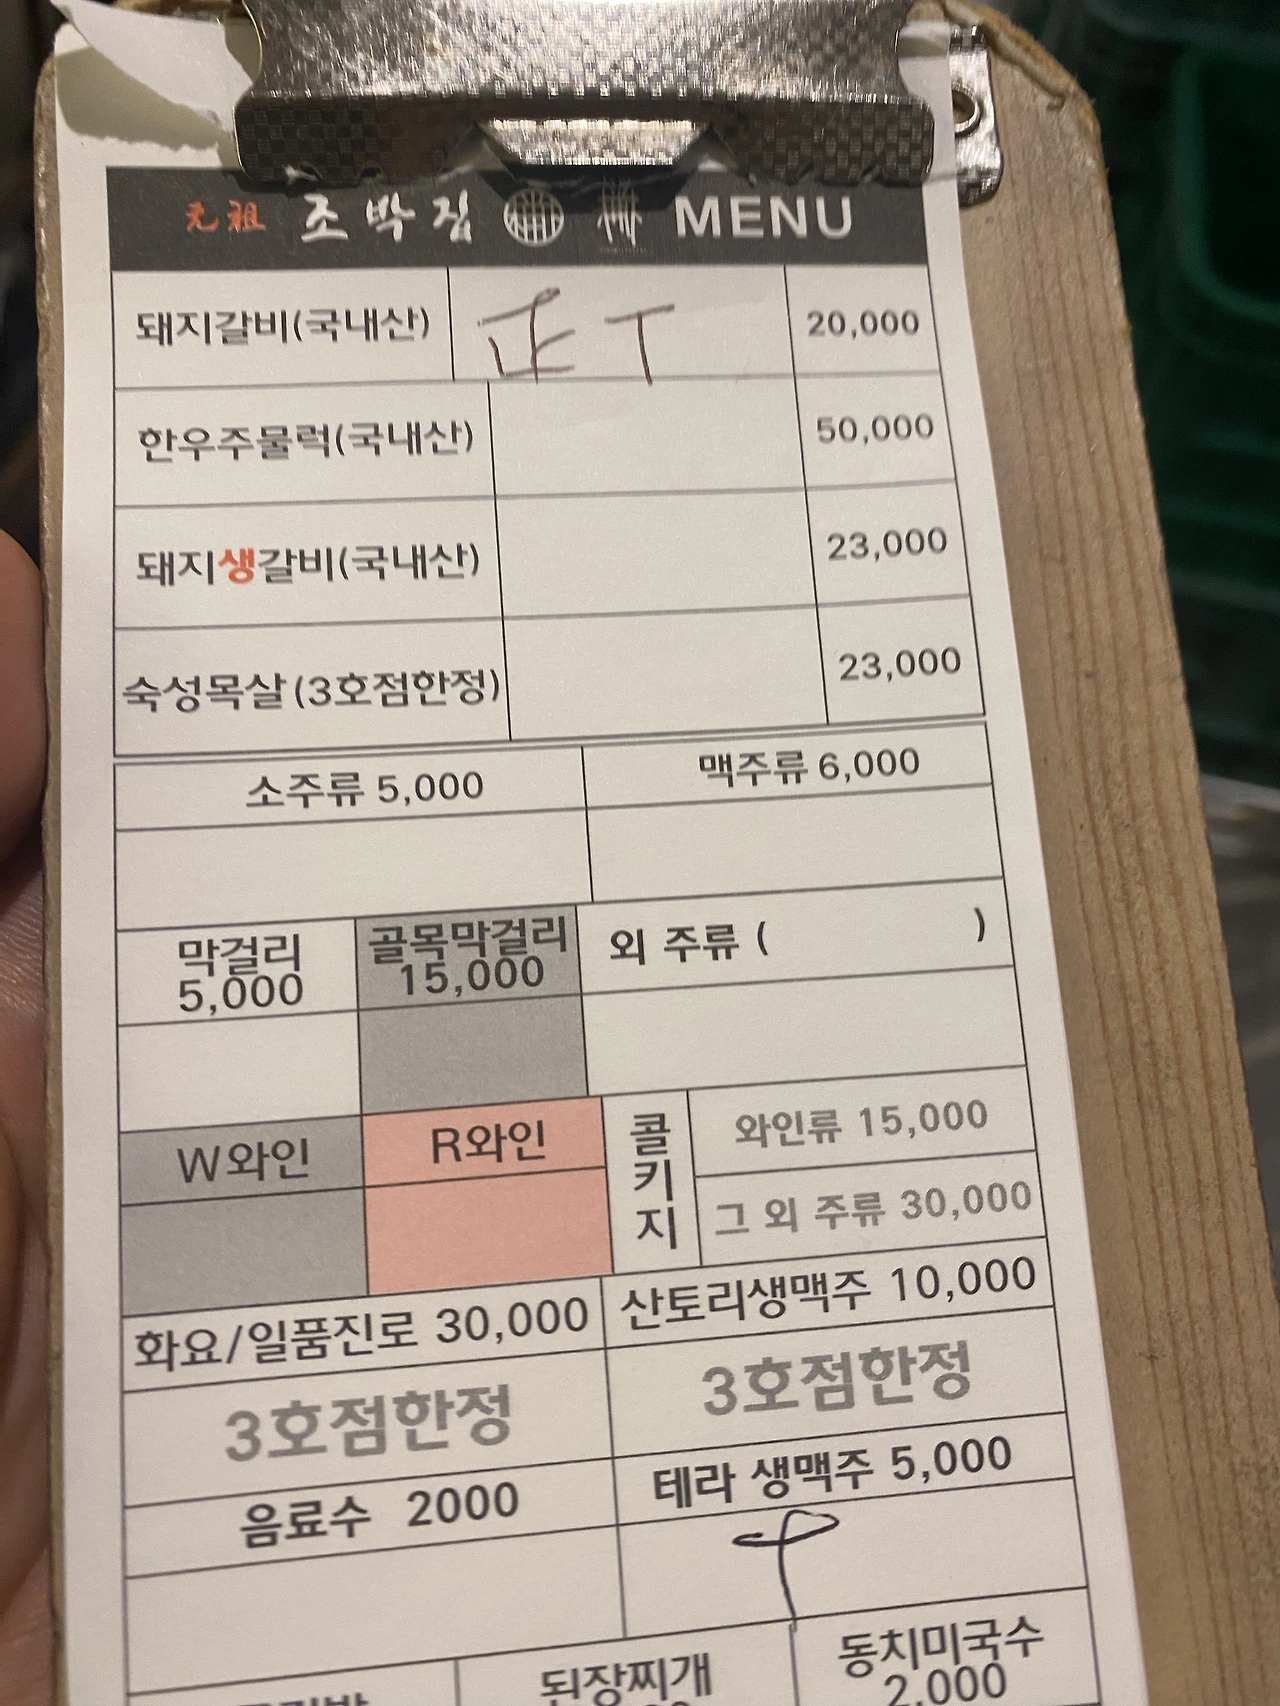 元祖 조박집 MENU
돼지갈비(국내산) 正 T 20,000
한우주물럭(국내산) 50,000
돼지생갈비(국내산) 23,000
숙성목살(3호점한정) 23,000
소주류 5,000 맥주류 6,000
막걸리 5,000 골목막걸리 15,000 외 주류 ( )
W와인 R와인 콜키지 와인류 15,000
그 외 주류 30,000
화요/일품진로 30,000 산토리생맥주 10,000
3호점한정 3호점한정
음료수 2000 테라 생맥주 5,000
T
된장찌개 동치미국수 2,000